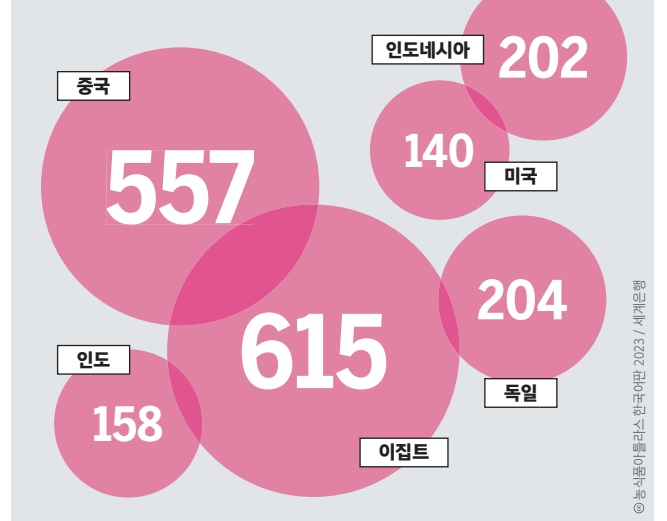 인도네시아
202
중국
557
140
미국
204
615
인도
158
독일
이집트
농식품아틀라스 한국어판 2023 / 세계은행